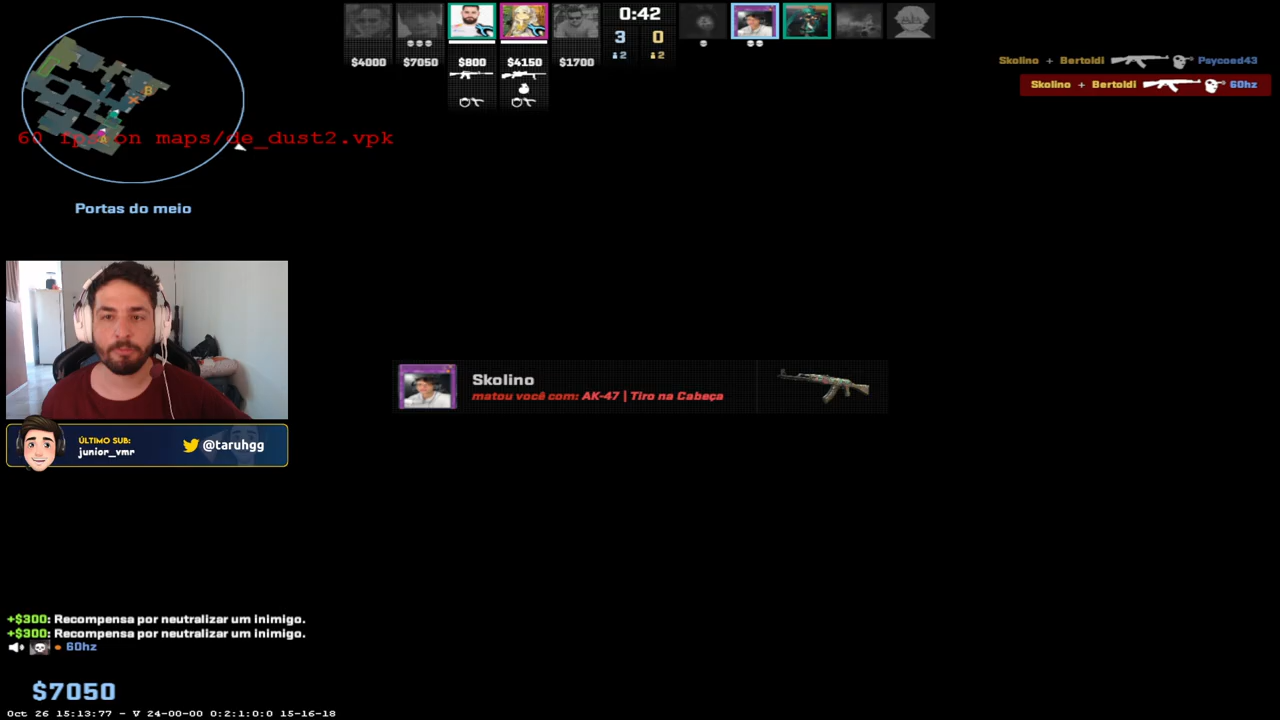 0:42
3 0
2 2
$4000 $7050 $800 $4150 $1700
Skolino + Bertoldi Psycoed43
Skolino + Bertoldi 60hz
B
60 fps on maps/de_dust2.vpk
Portas do meio
Skolino
matou você com: AK-47 | Tiro na Cabeça
ÚLTIMO SUB:
junior_vmr
@taruhgg
+$300: Recompensa por neutralizar um inimigo.
+$300: Recompensa por neutralizar um inimigo.
60hz
$7050
Oct 26 15:13:77 - V 24-00-00 0:2:1:0:0 15-16-18